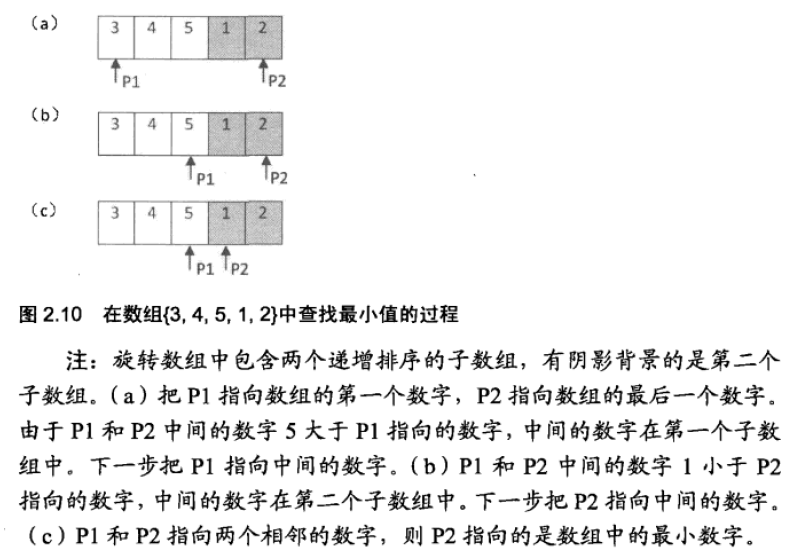 (a)
3 4 5 1 2
P1 P2
(b)
3 4 5 1 2
P1 P2
(c)
3 4 5 1 2
P1 P2
图 2.10 在数组{3, 4, 5, 1, 2}中查找最小值的过程
注：旋转数组中包含两个递增排序的子数组，有阴影背景的是第二个
子数组。（a）把 P1 指向数组的第一个数字，P2 指向数组的最后一个数字。
由于 P1 和 P2 中间的数字 5 大于 P1 指向的数字，中间的数字在第一个子数
组中。下一步把 P1 指向中间的数字。（b）P1 和 P2 中间的数字 1 小于 P2
指向的数字，中间的数字在第二个子数组中。下一步把 P2 指向中间的数字。
（c）P1 和 P2 指向两个相邻的数字，则 P2 指向的是数组中的最小数字。